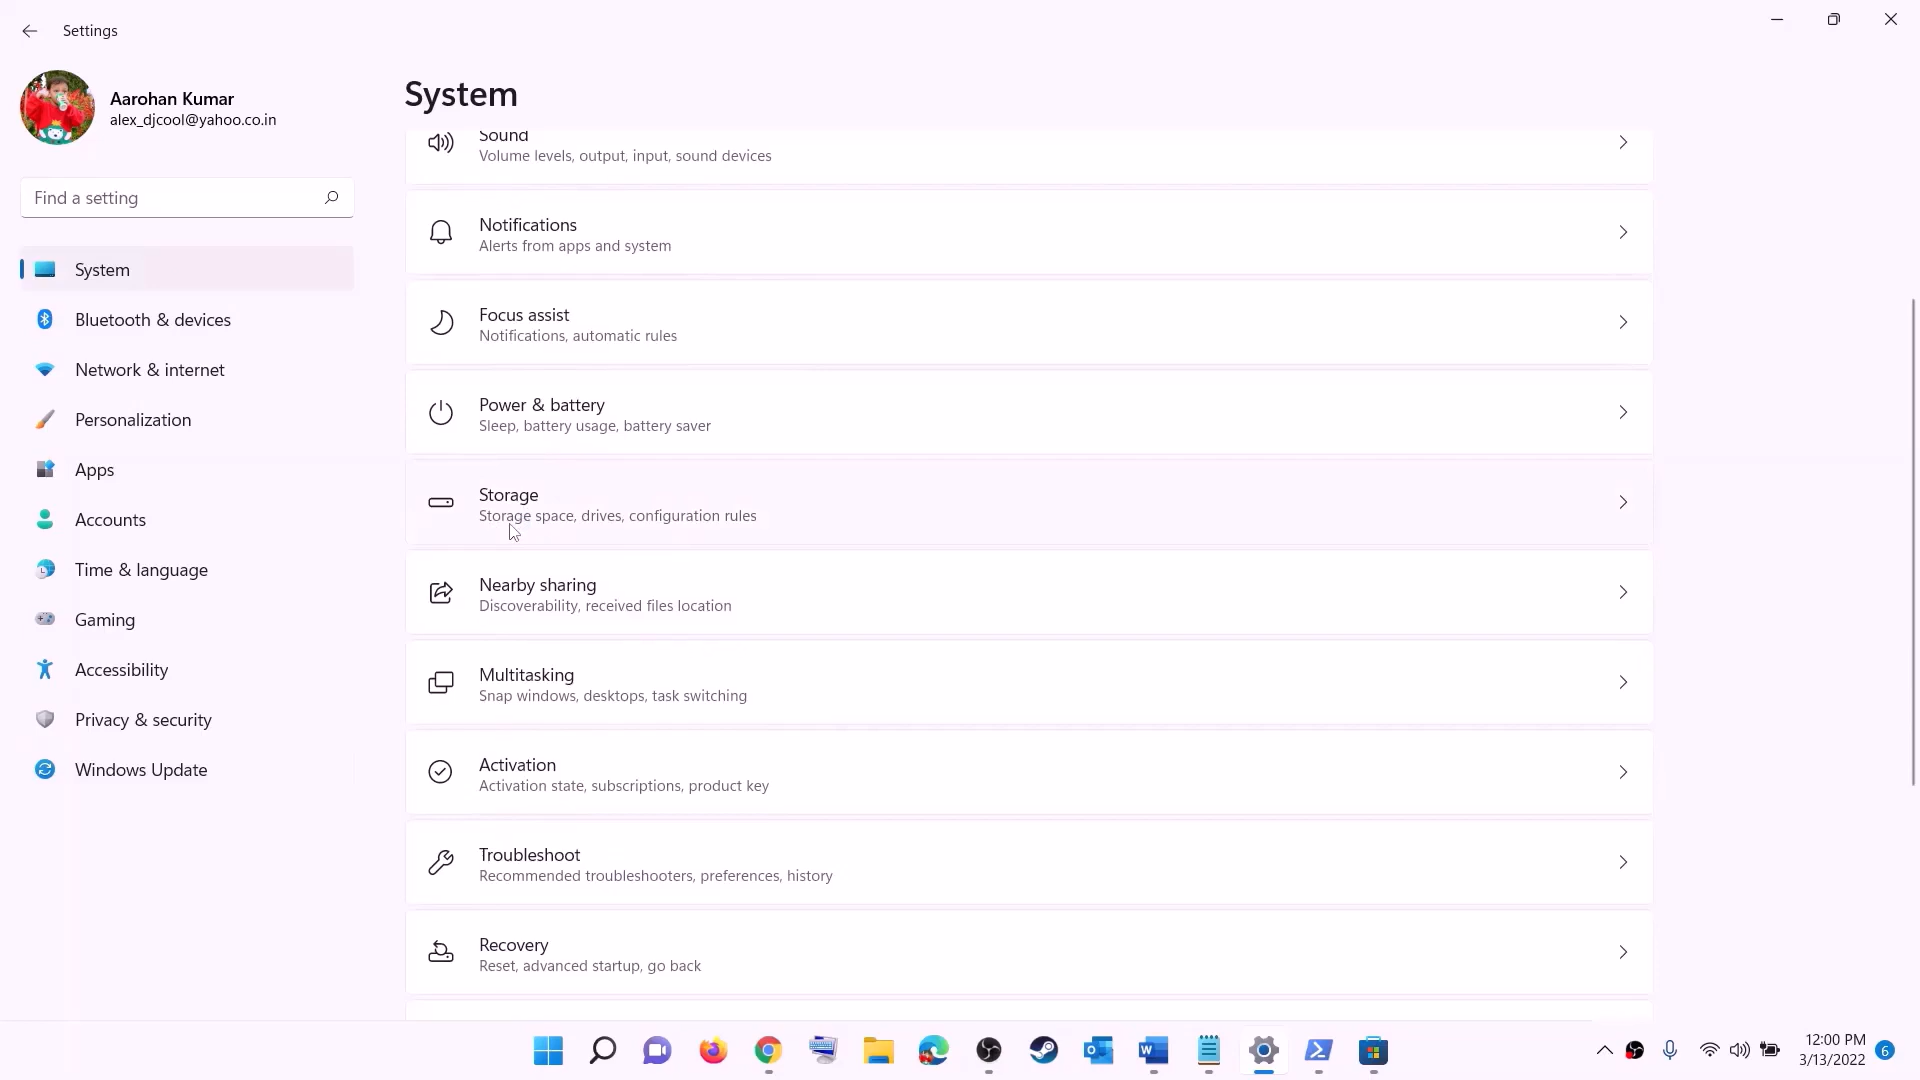 Settings
Aarohan Kumar
alex_djcool@yahoo.co.in
Find a setting
System
Bluetooth & devices
Network & internet
Personalization
Apps
Accounts
Time & language
Gaming
Accessibility
Privacy & security
Windows Update
System
Sound
Volume levels, output, input, sound devices
Notifications
Alerts from apps and system
Focus assist
Notifications, automatic rules
Power & battery
Sleep, battery usage, battery saver
Storage
Storage space, drives, configuration rules
Nearby sharing
Discoverability, received files location
Multitasking
Snap windows, desktops, task switching
Activation
Activation state, subscriptions, product key
Troubleshoot
Recommended troubleshooters, preferences, history
Recovery
Reset, advanced startup, go back
12:00 PM
3/13/2022
6